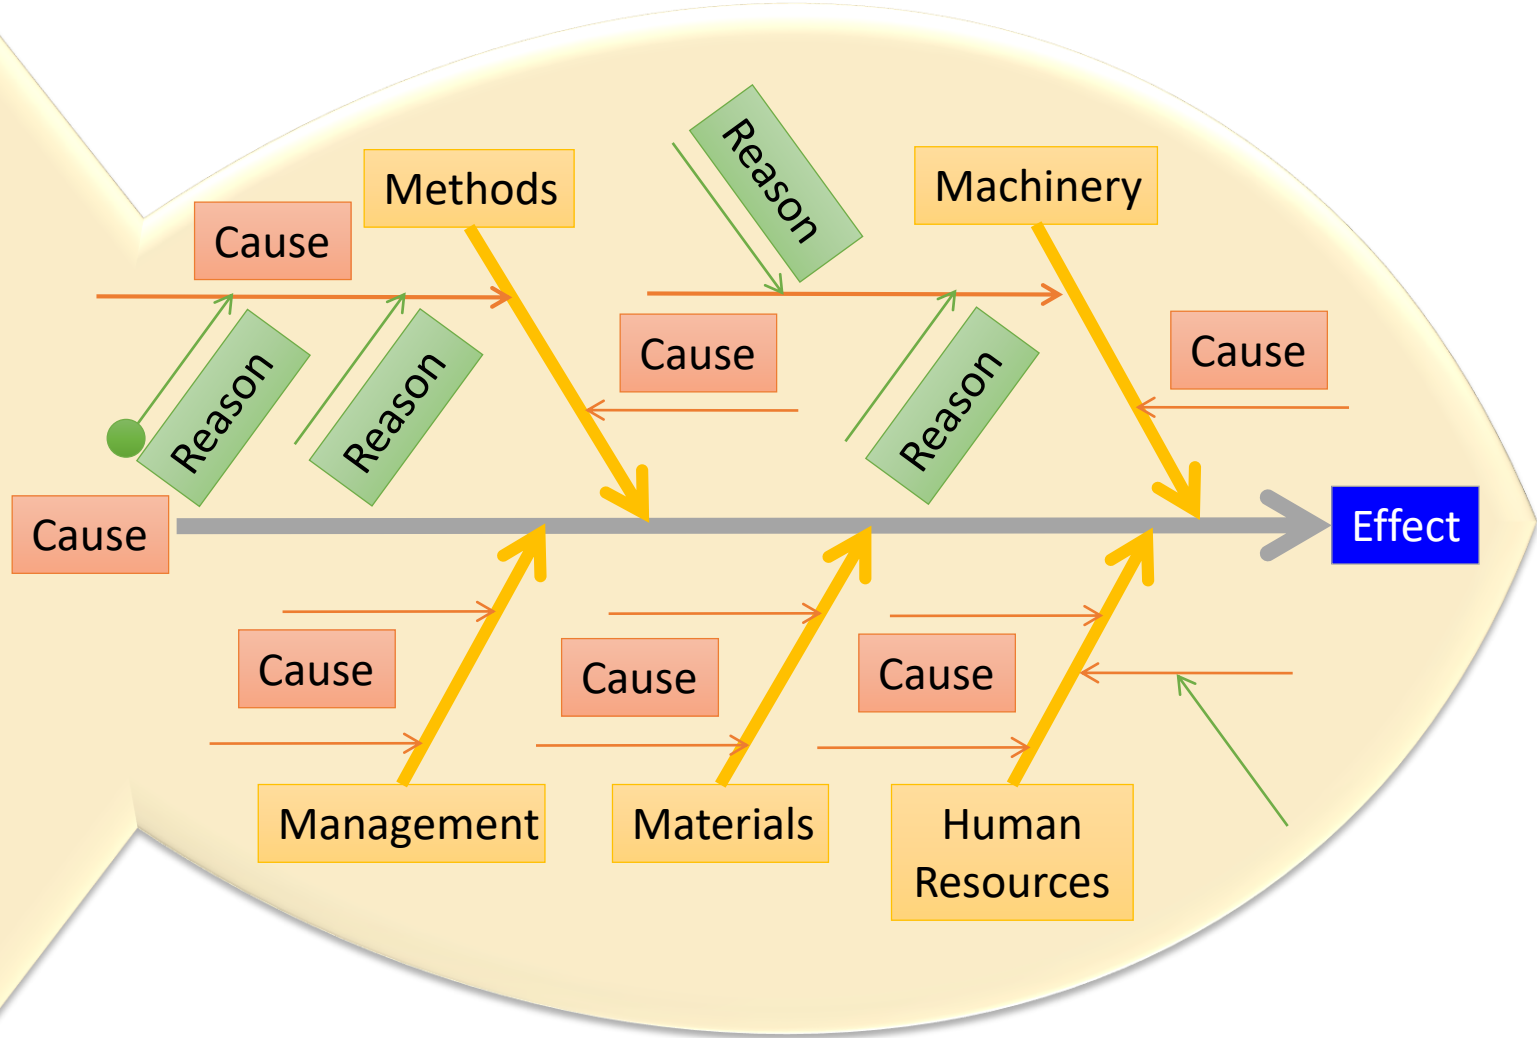 Methods
Machinery
Reason
Cause
Cause
Cause
Reason
Reason
Reason
Cause
Effect
Cause
Cause
Cause
Management
Materials
Human
Resources